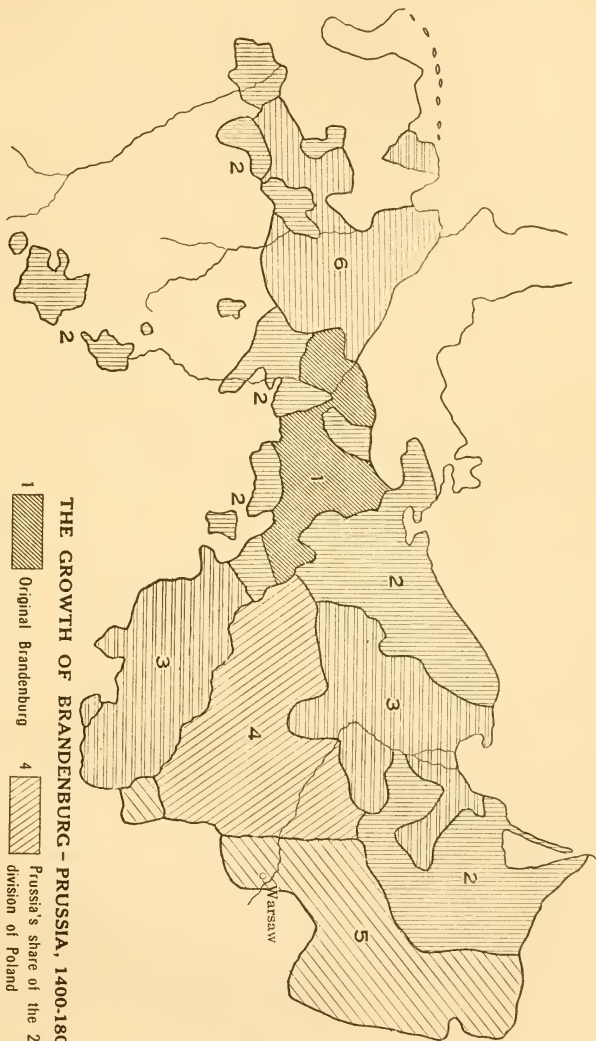 2
2
3
5
6
1
Warsaw
2
4
2
2
3
2
THE GROWTH OF BRANDENBURG – PRUSSIA, 1400-180
1 Original Brandenburg
4 Prussia's share of the 2
division of Poland